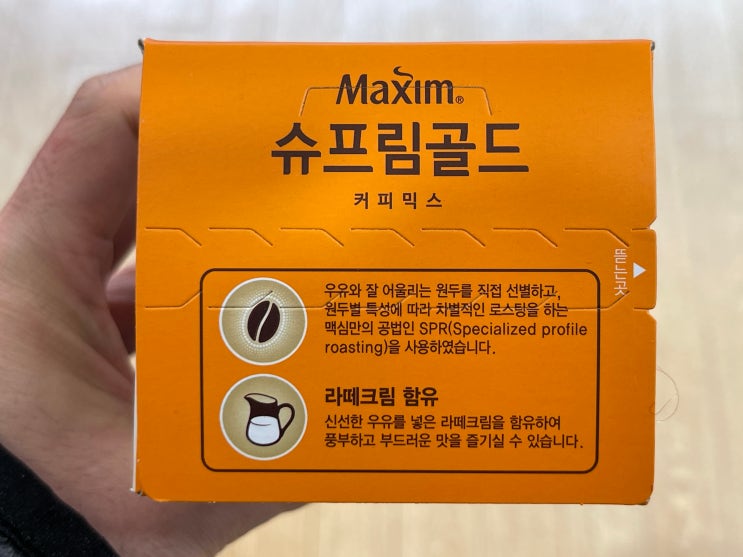 Maxim®
슈프림골드
커피믹스
뜯는곳
우유와 잘 어울리는 원두를 직접 선별하고,
원두별 특성에 따라 차별적인 로스팅을 하는
맥심만의 공법인 SPR(Specialized profile
roasting)을 사용하였습니다.
라떼크림 함유
신선한 우유를 넣은 라떼크림을 함유하여
풍부하고 부드러운 맛을 즐기실 수 있습니다.